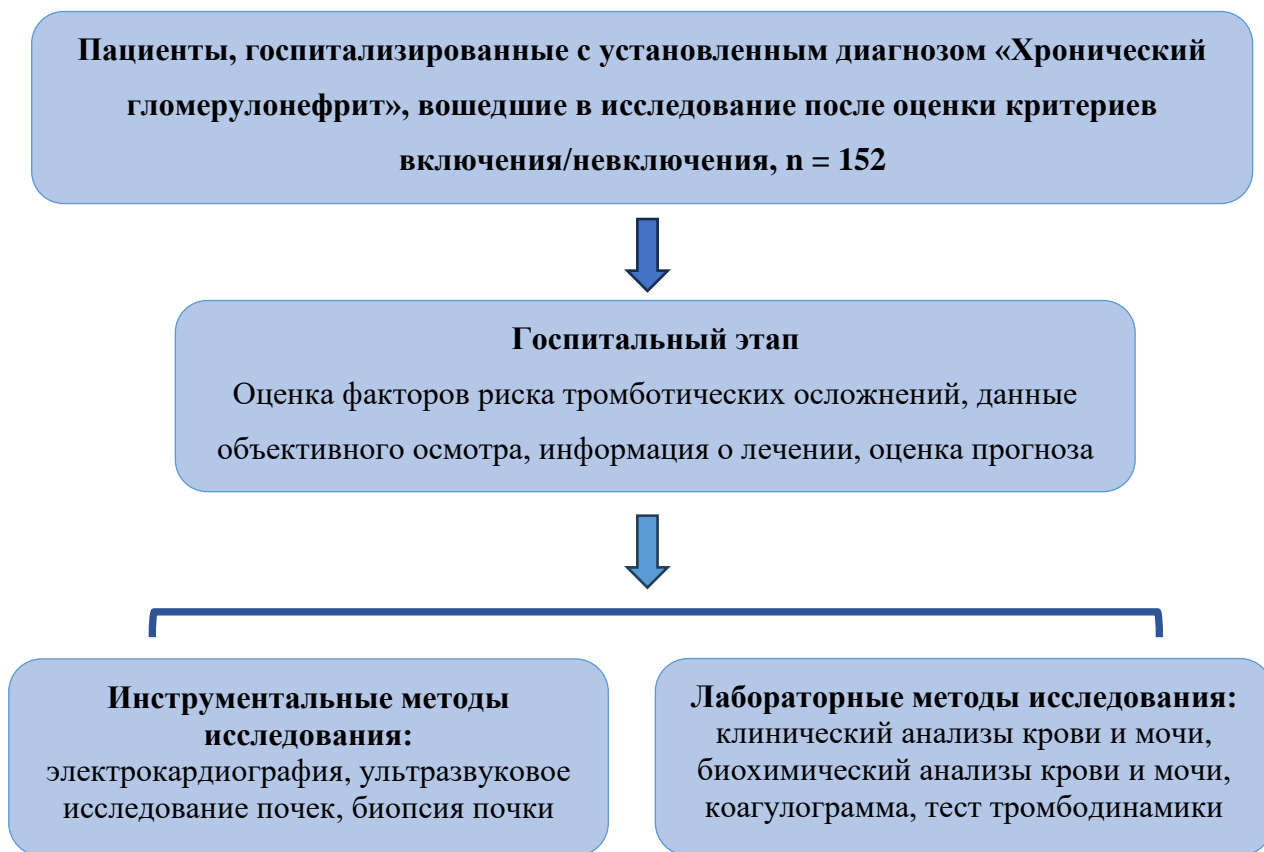 Пациенты, госпитализированные с установленным диагнозом «Хронический
гломерулонефрит», вошедшие в исследование после оценки критериев
включения/невключения, n = 152
Госпитальный этап
Оценка факторов риска тромботических осложнений, данные
объективного осмотра, информация о лечении, оценка прогноза
Инструментальные методы
исследования:
электрокардиография, ультразвуковое
исследование почек, биопсия почки
Лабораторные методы исследования:
клинический анализы крови и мочи,
биохимический анализы крови и мочи,
коагулограмма, тест тромбодинамики